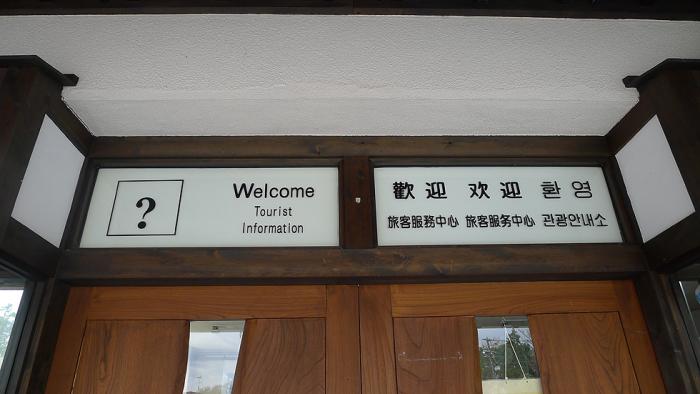 ?
Welcome
Tourist
Information
歡迎 欢迎 환영
旅客服務中心 旅客服务中心 관광안내소